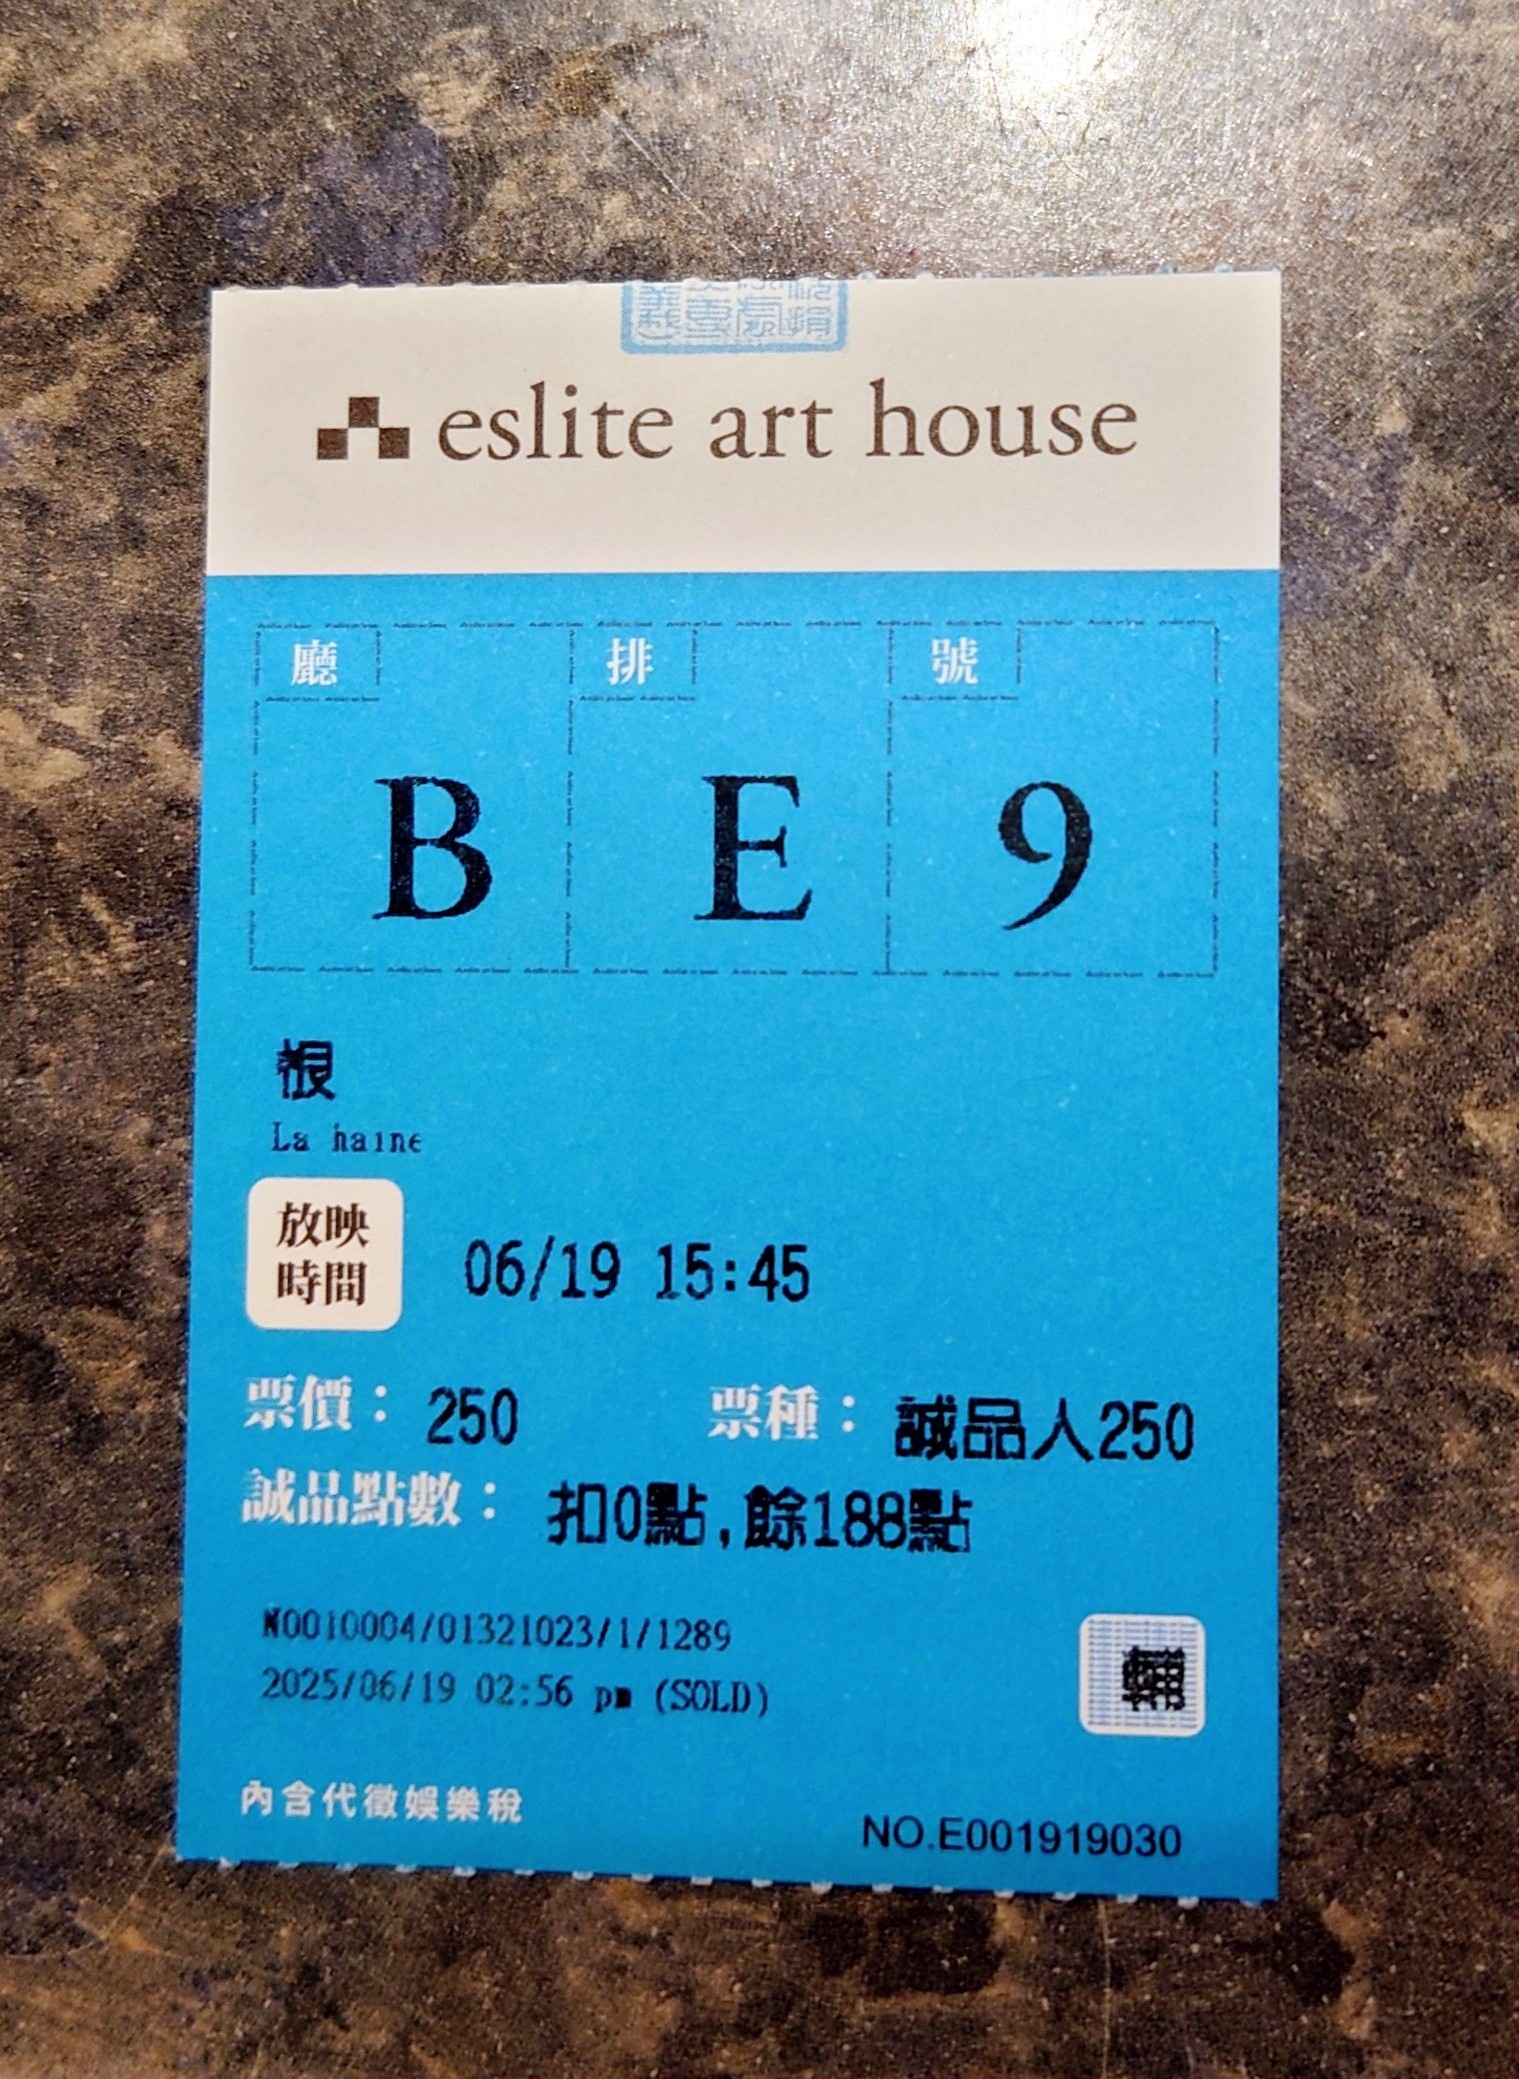 eslite art house
廳 排 號
B E 9
恨
La haine
放映
時間
06/19 15:45
票價： 250 票種： 誠品人250
誠品點數： 扣0點,餘188點
W0010004/01321023/1/1289
2025/06/19 02:56 pm (SOLD)
輔
內含代徵娛樂稅
NO.E001919030